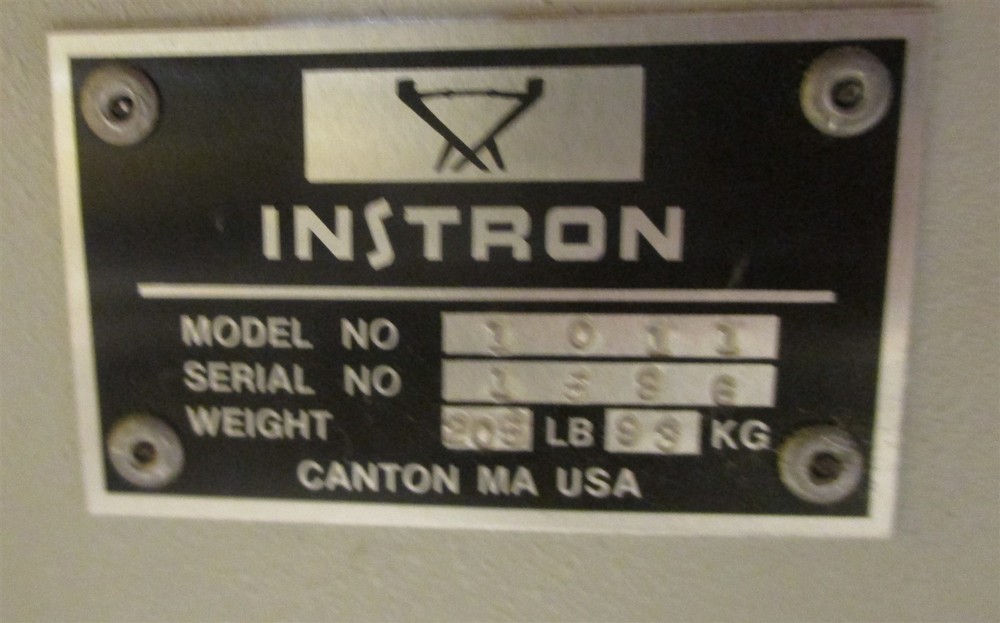 INSTRON
MODEL NO 1011
SERIAL NO
WEIGHT 205 LB 93 KG
CANTON MA USA